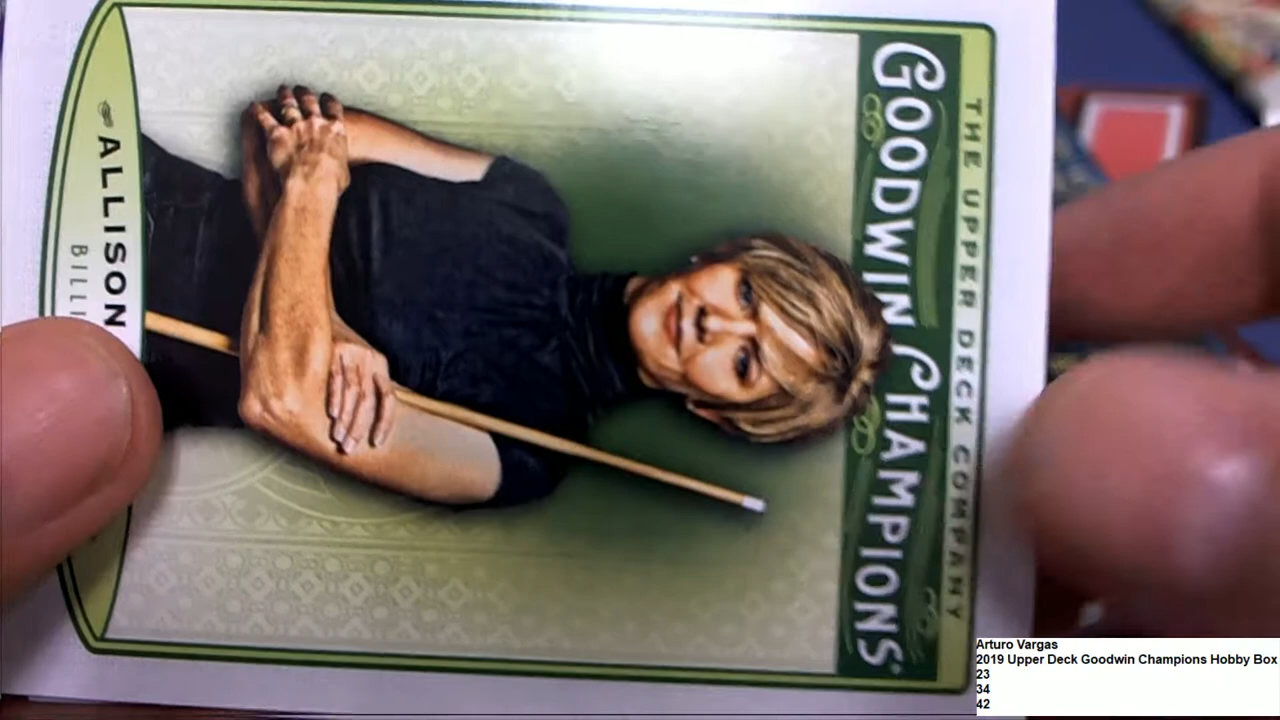 THE UPPER DECK COMPANY
GOODWIN CHAMPIONS
ALLISON
Arturo Vargas
2019 Upper Deck Goodwin Champions Hobby Box
23
34
42